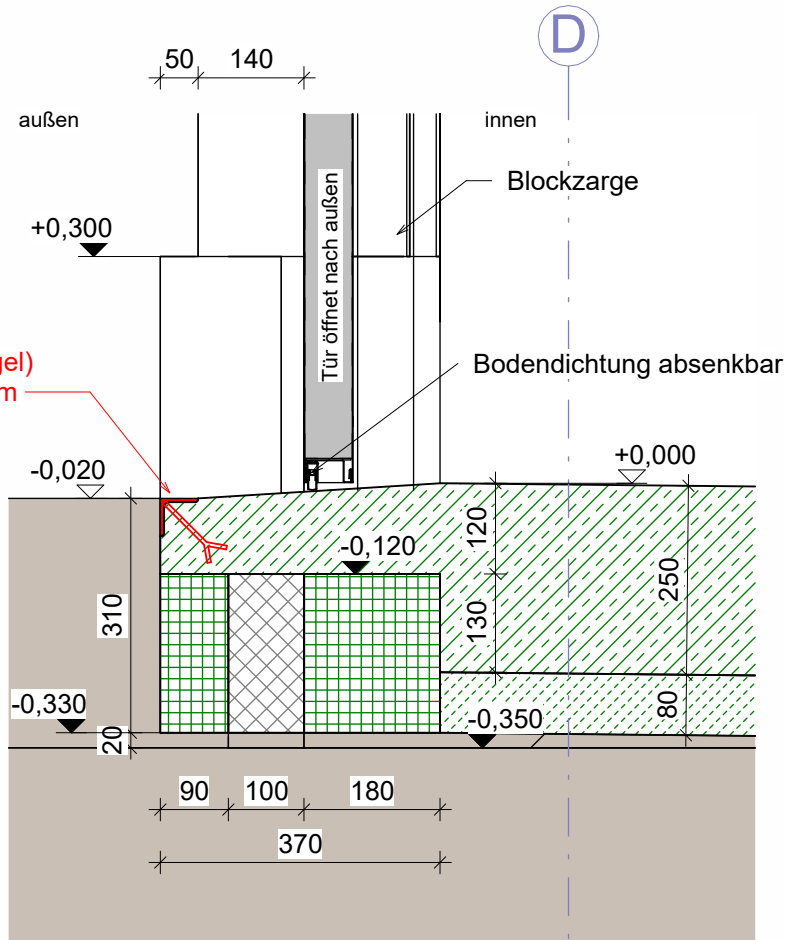 D
50
140
außen
innen
Blockzarge
+0,300
Tür öffnet nach außen
gel)
m
Bodendichtung absenkbar
-0,020
+0,000
-0,120
120
250
310
130
-0,330
-0,350
80
20
90
100
180
370